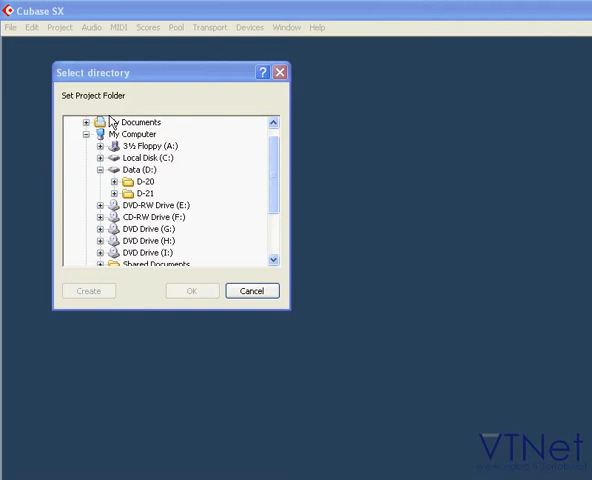 Cubase SX
File Edit Project Audio MIDI Scores Pool Transport Devices Window Help
Select directory
Set Project Folder
Documents
My Computer
3½ Floppy (A:)
Local Disk (C:)
Data (D:)
D-20
D-21
DVD-RW Drive (E:)
CD-RW Drive (F:)
DVD Drive (G:)
DVD Drive (H:)
DVD Drive (I:)
Shared Documents
Create OK Cancel
VTNet